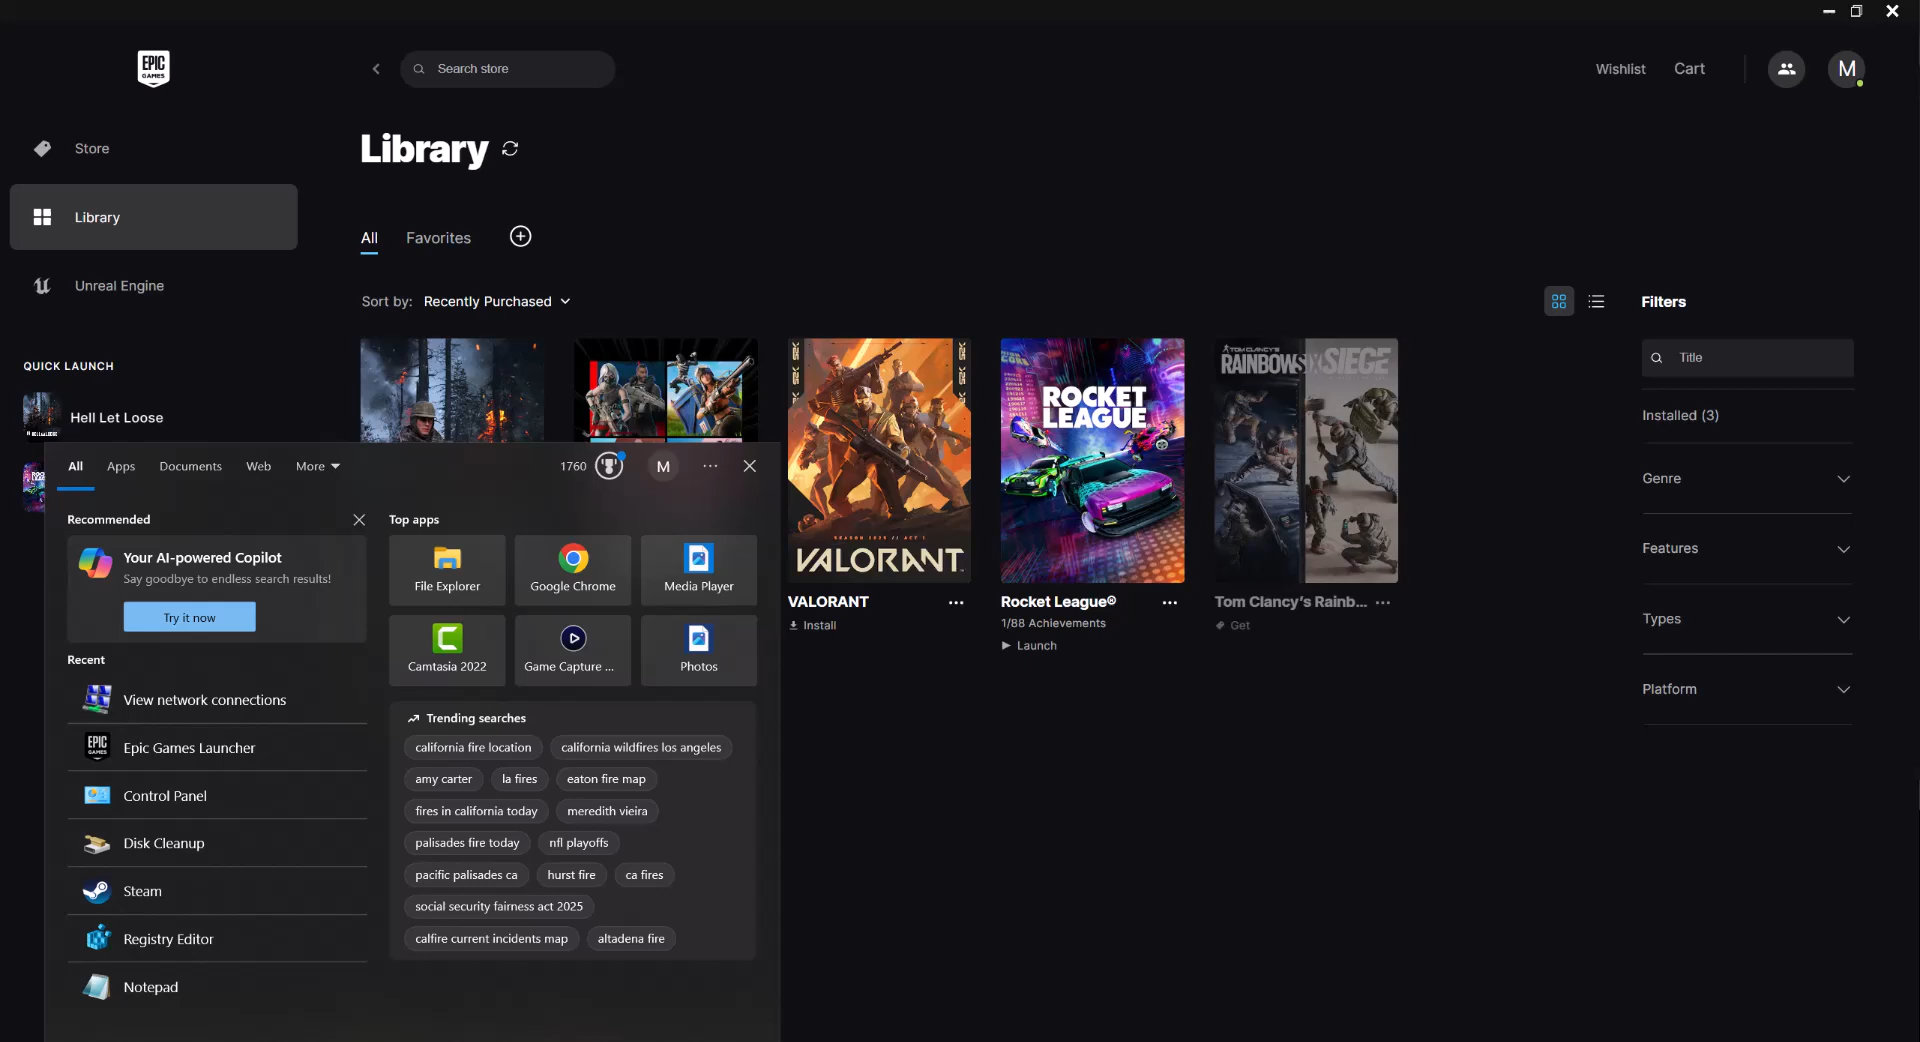 EPIC
GAMES
Search store
Wishlist
Cart
M
Store
Library
Unreal Engine
QUICK LAUNCH
Hell Let Loose
Library
All
Favorites
Sort by: Recently Purchased
VALORANT
VALORANT
Install
ROCKET
LEAGUE
Rocket League®
1/88 Achievements
Launch
TOM CLANCY'S
RAINBOW SIX SIEGE
Tom Clancy's Rainb...
Get
Filters
Title
Installed (3)
Genre
Features
Types
Platform
All
Apps
Documents
Web
More
1760
M
Recommended
Your AI-powered Copilot
Say goodbye to endless search results!
Try it now
Recent
View network connections
EPIC
GAMES
Epic Games Launcher
Control Panel
Disk Cleanup
Steam
Registry Editor
Notepad
Top apps
File Explorer
Google Chrome
Media Player
Camtasia 2022
Game Capture ...
Photos
Trending searches
california fire location
california wildfires los angeles
amy carter
la fires
eaton fire map
fires in california today
meredith vieira
palisades fire today
nfl playoffs
pacific palisades ca
hurst fire
ca fires
social security fairness act 2025
calfire current incidents map
altadena fire